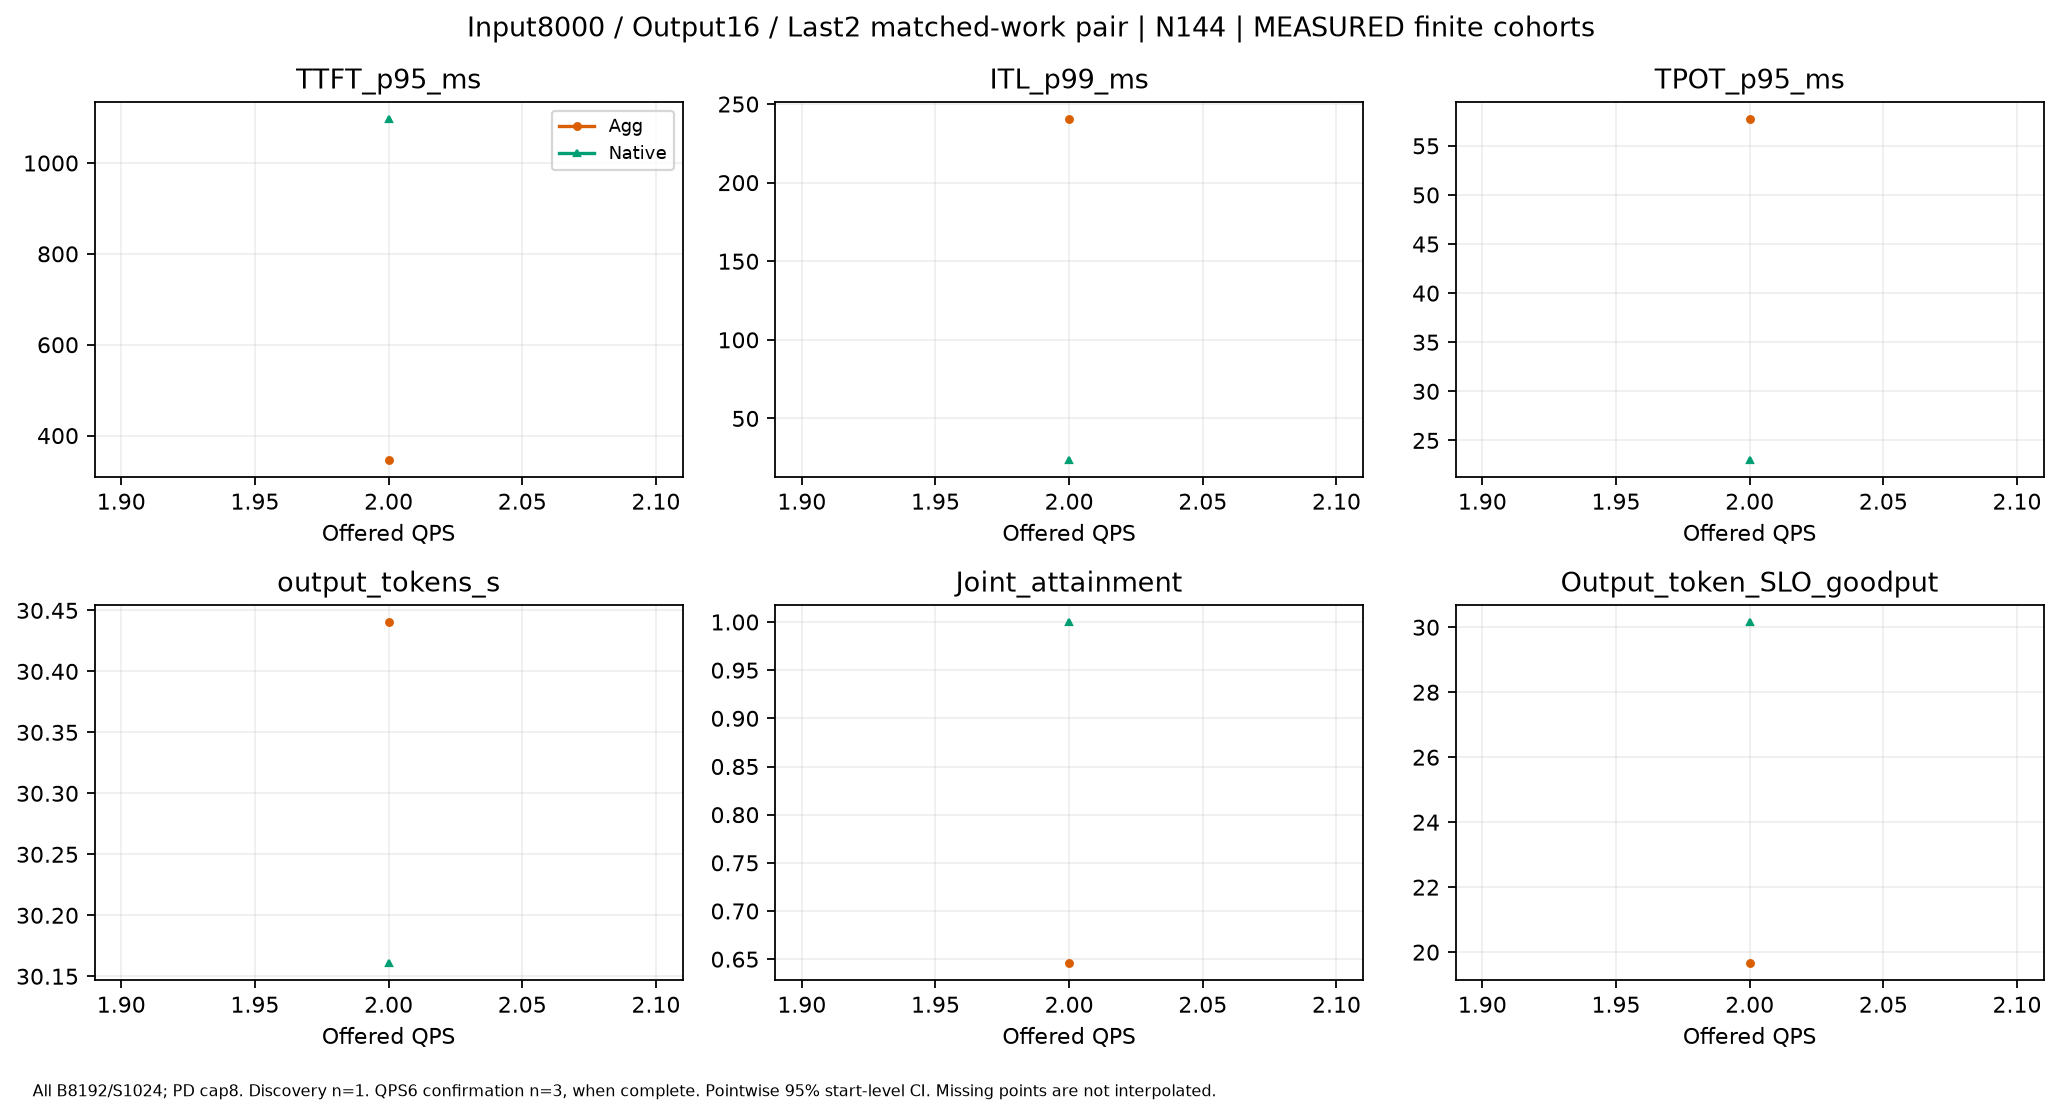 Input8000 / Output16 / Last2 matched-work pair | N144 | MEASURED finite cohorts
TTFT_p95_ms
1000
800
600
400
1.90 1.95 2.00 2.05 2.10
Offered QPS
Agg
Native
ITL_p99_ms
250
200
150
100
50
1.90 1.95 2.00 2.05 2.10
Offered QPS
TPOT_p95_ms
55
50
45
40
35
30
25
1.90 1.95 2.00 2.05 2.10
Offered QPS
output_tokens_s
30.45
30.40
30.35
30.30
30.25
30.20
30.15
1.90 1.95 2.00 2.05 2.10
Offered QPS
Joint_attainment
1.00
0.95
0.90
0.85
0.80
0.75
0.70
0.65
1.90 1.95 2.00 2.05 2.10
Offered QPS
Output_token_SLO_goodput
30
28
26
24
22
20
1.90 1.95 2.00 2.05 2.10
Offered QPS
All B8192/S1024; PD cap8. Discovery n=1. QPS6 confirmation n=3, when complete. Pointwise 95% start-level CI. Missing points are not interpolated.